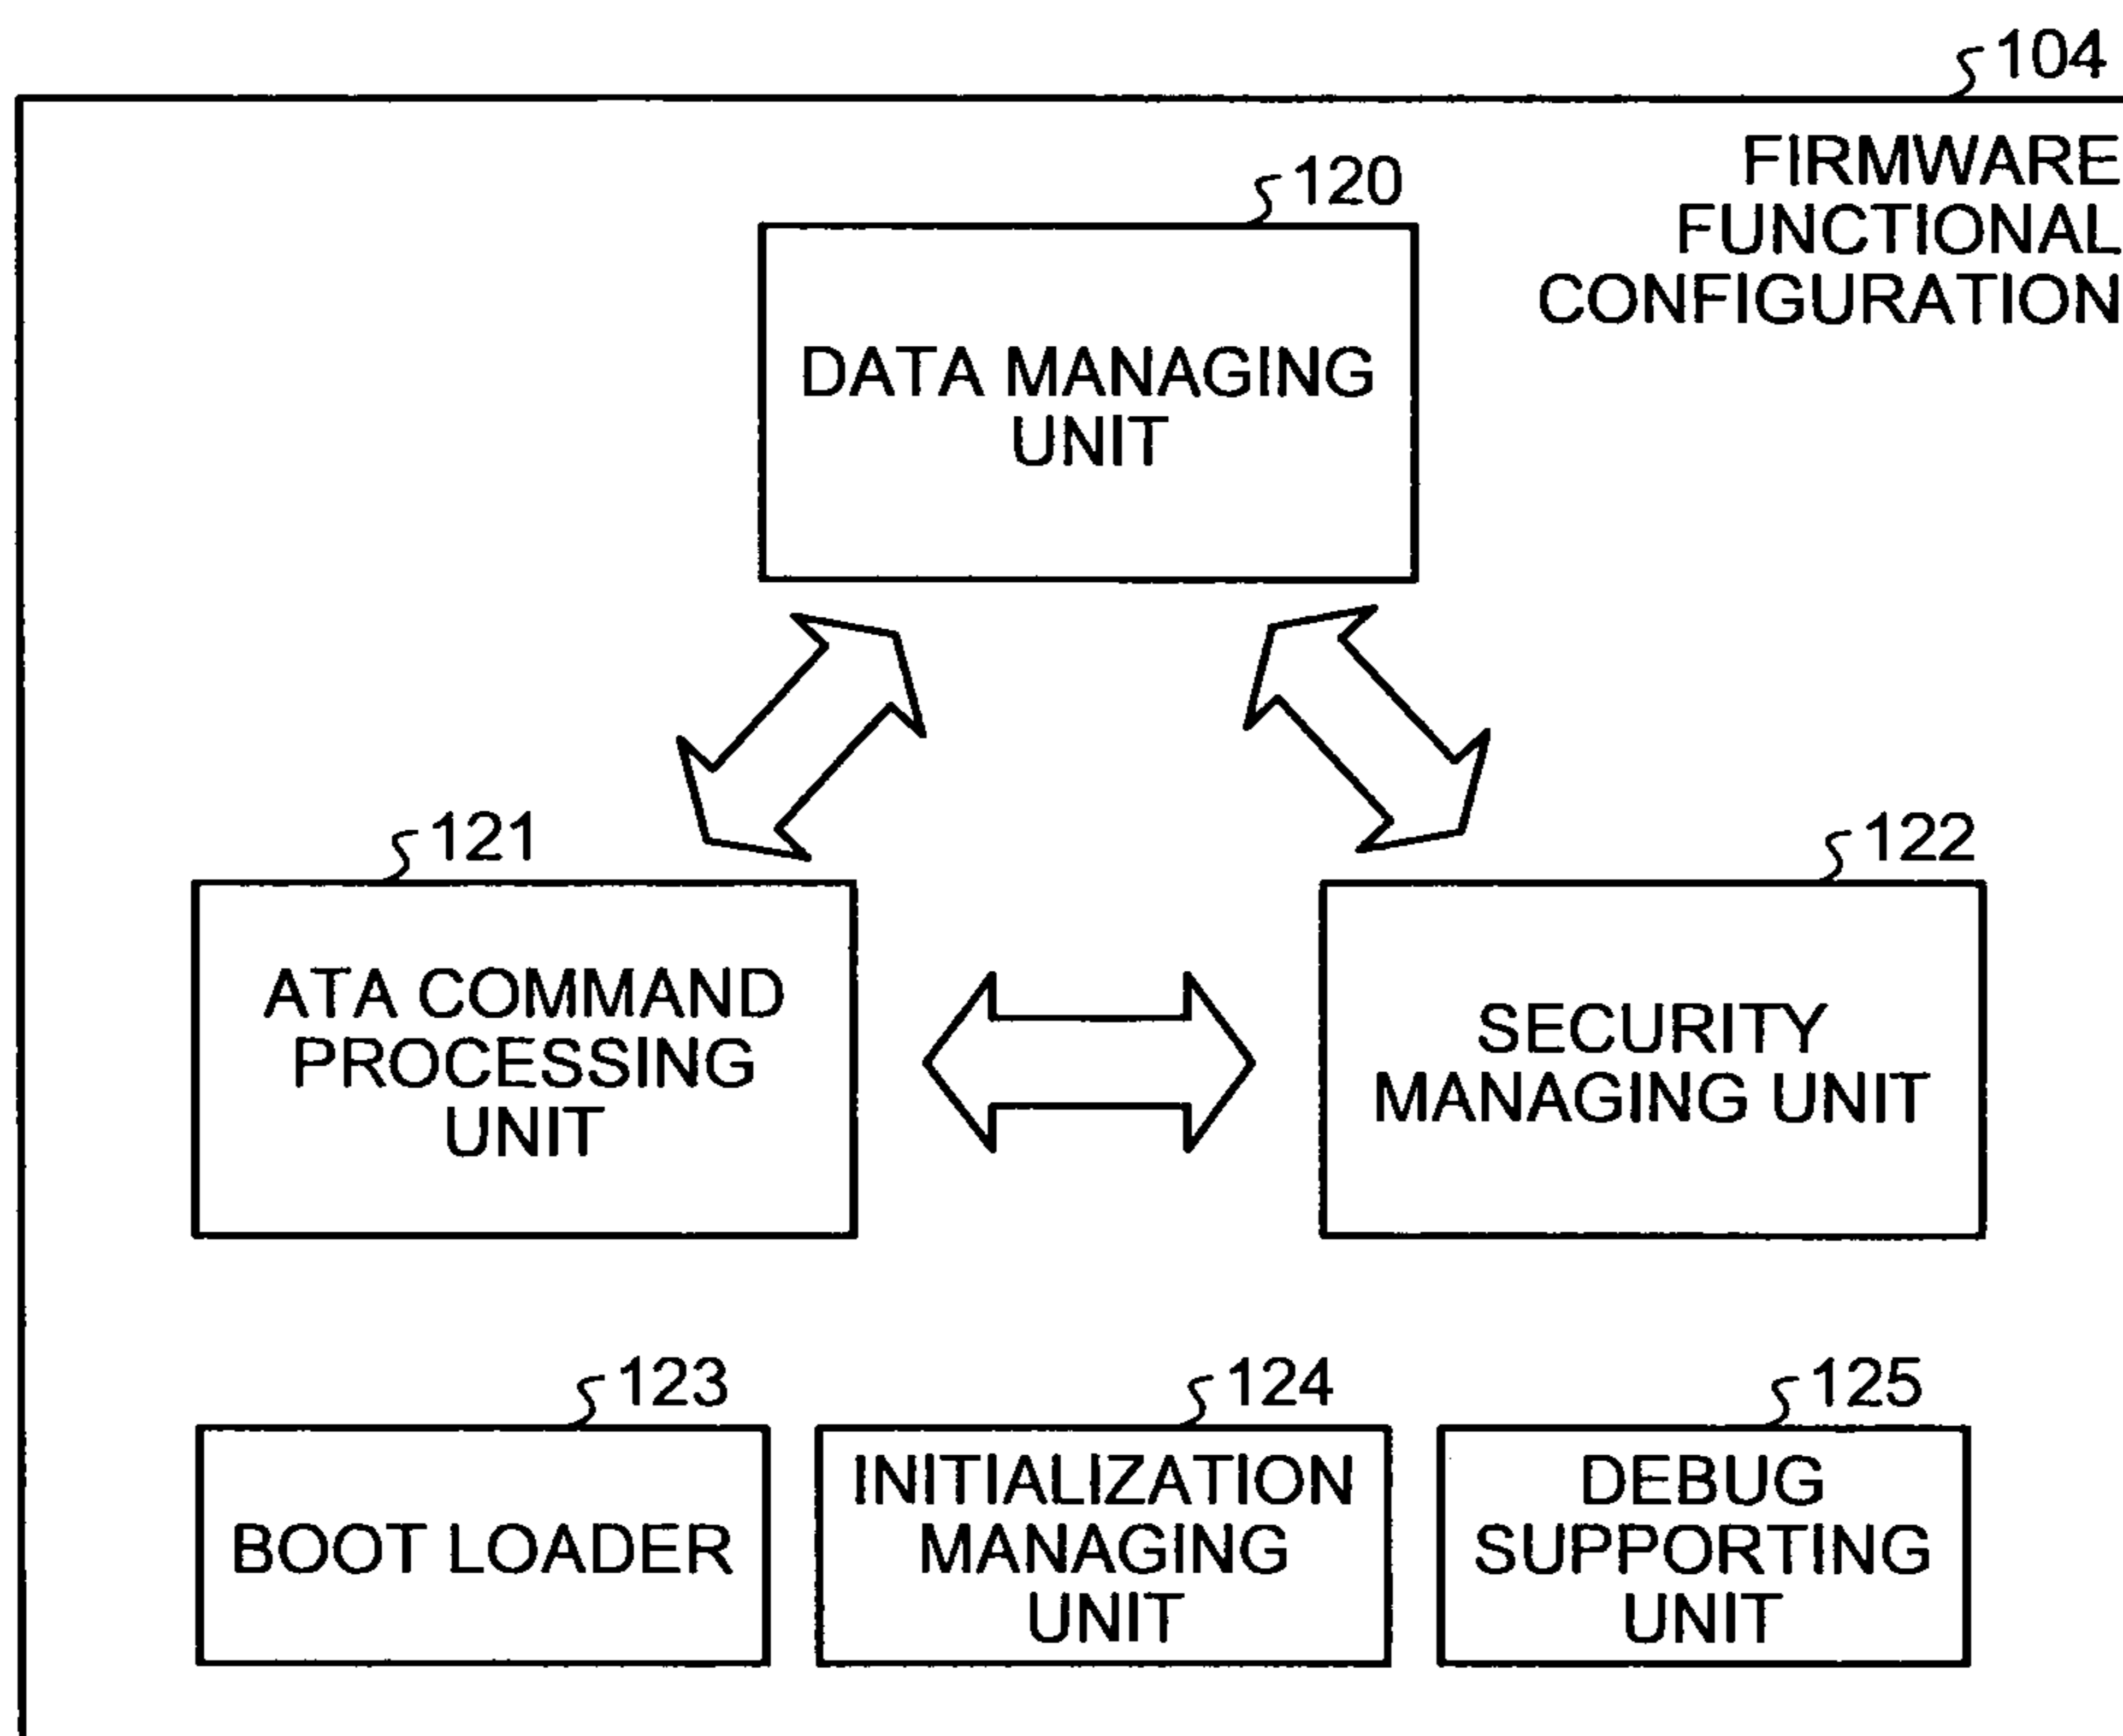 104
FIRMWARE
FUNCTIONAL
CONFIGURATION
120
DATA MANAGING
UNIT
121
ATA COMMAND
PROCESSING
UNIT
122
SECURITY
MANAGING UNIT
123
BOOT LOADER
124
INITIALIZATION
MANAGING
UNIT
125
DEBUG
SUPPORTING
UNIT